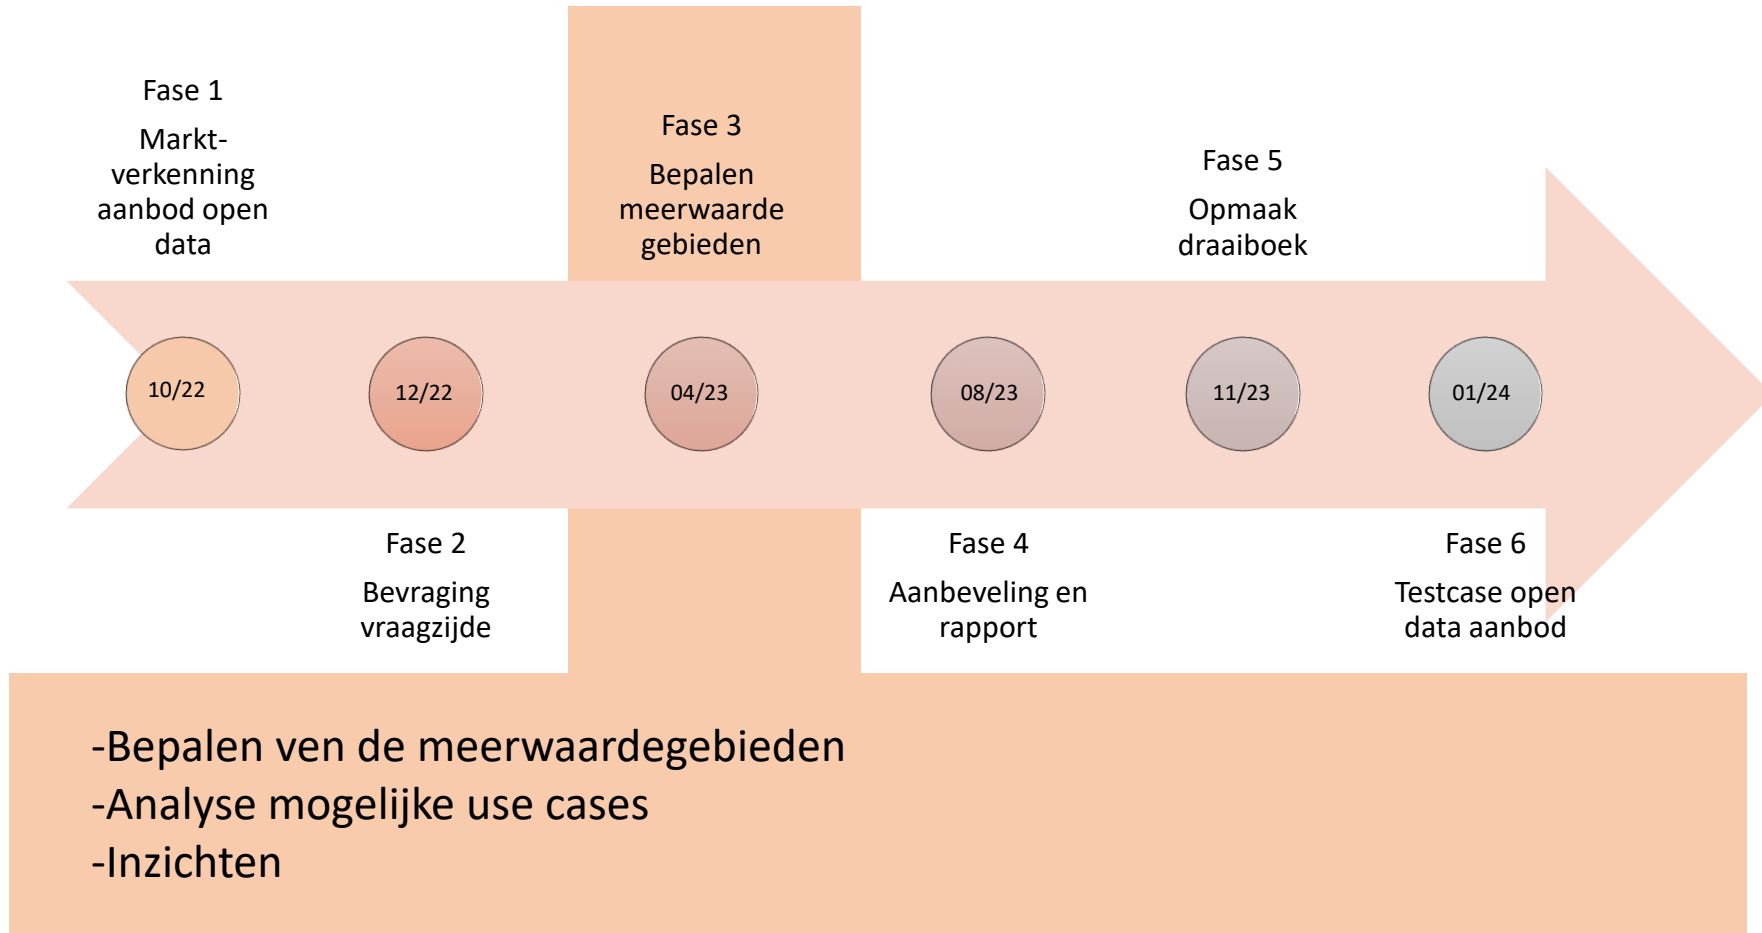 Fase 1
Markt-
verkenning
aanbod open
data
Fase 3
Bepalen
meerwaarde
gebieden
Fase 5
Opmaak
draaiboek
10/22
12/22
04/23
08/23
11/23
01/24
Fase 2
Bevraging
vraagzijde
Fase 4
Aanbeveling en
rapport
Fase 6
Testcase open
data aanbod
-Bepalen ven de meerwaardegebieden
-Analyse mogelijke use cases
-Inzichten